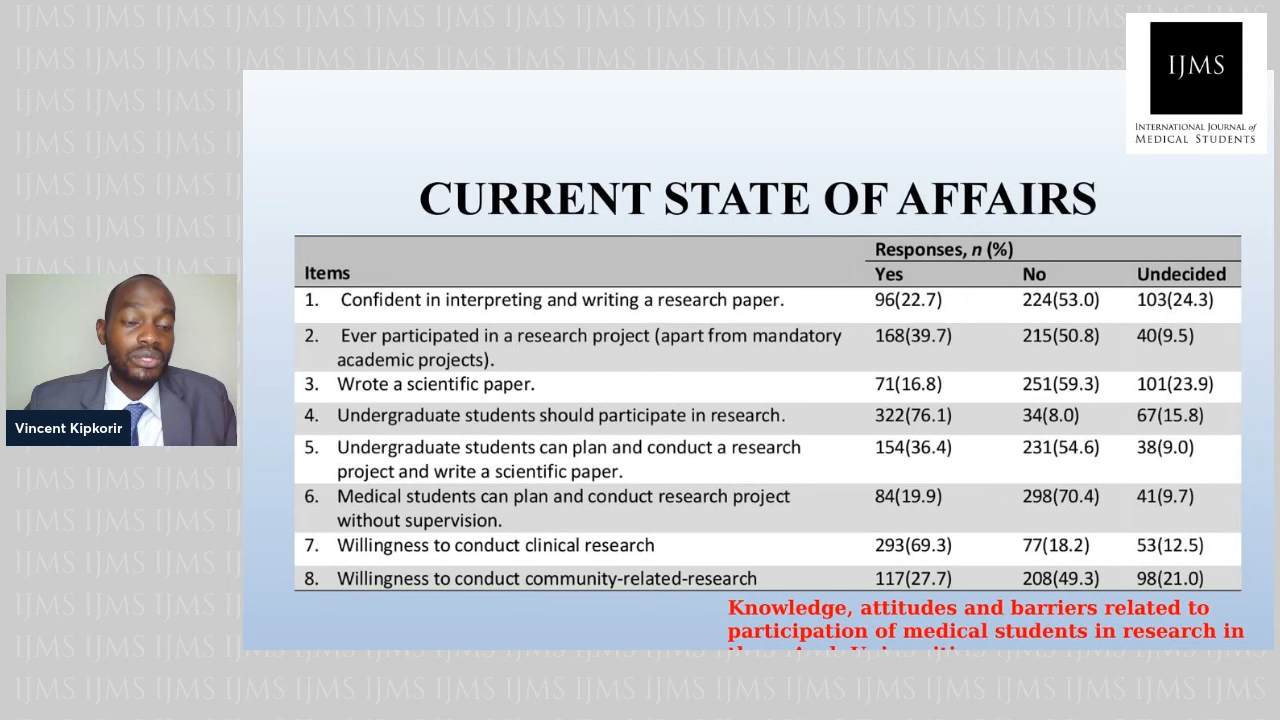 IJMS
INTERNATIONAL JOURNAL of
MEDICAL STUDENTS
CURRENT STATE OF AFFAIRS
Responses, n (%)
Items Yes No Undecided
1. Confident in interpreting and writing a research paper. 96(22.7) 224(53.0) 103(24.3)
2. Ever participated in a research project (apart from mandatory 168(39.7) 215(50.8) 40(9.5)
academic projects).
3. Wrote a scientific paper. 71(16.8) 251(59.3) 101(23.9)
4. Undergraduate students should participate in research. 322(76.1) 34(8.0) 67(15.8)
5. Undergraduate students can plan and conduct a research 154(36.4) 231(54.6) 38(9.0)
project and write a scientific paper.
6. Medical students can plan and conduct research project 84(19.9) 298(70.4) 41(9.7)
without supervision.
7. Willingness to conduct clinical research 293(69.3) 77(18.2) 53(12.5)
8. Willingness to conduct community-related-research 117(27.7) 208(49.3) 98(21.0)
Knowledge, attitudes and barriers related to
participation of medical students in research in
Vincent Kipkorir